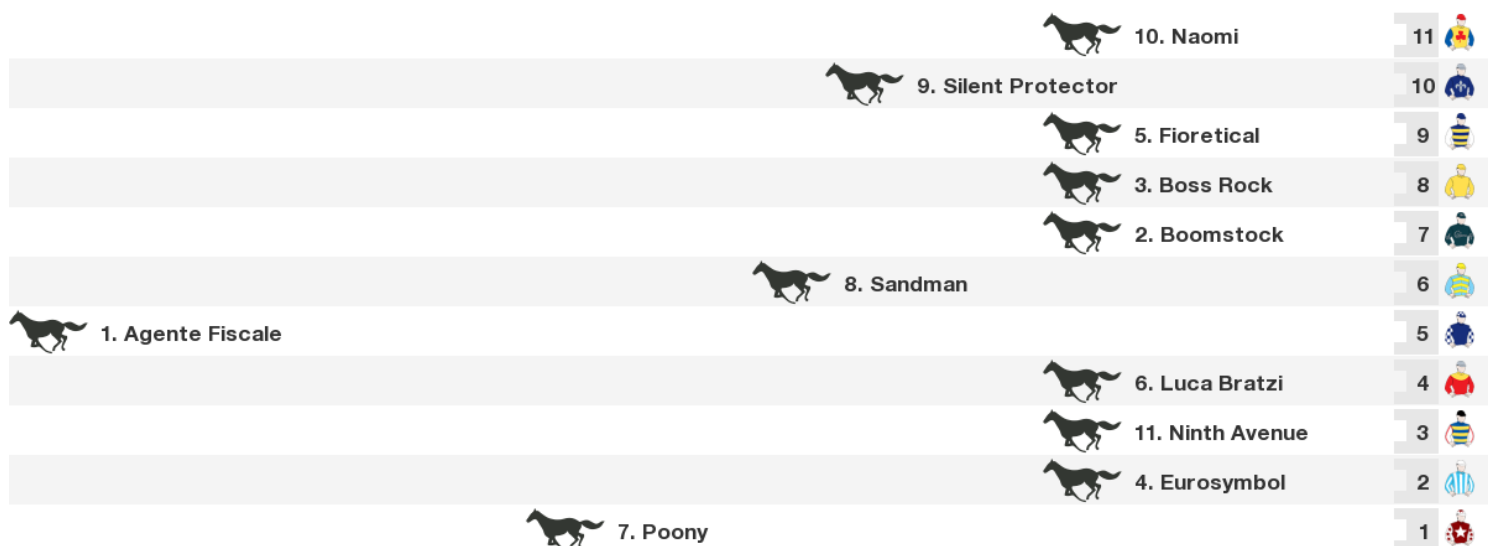 10. Naomi 11
9. Silent Protector 10
5. Fioretical 9
3. Boss Rock 8
2. Boomstock 7
8. Sandman 6
1. Agente Fiscale 5
6. Luca Bratzi 4
11. Ninth Avenue 3
4. Eurosymbol 2
7. Poony 1